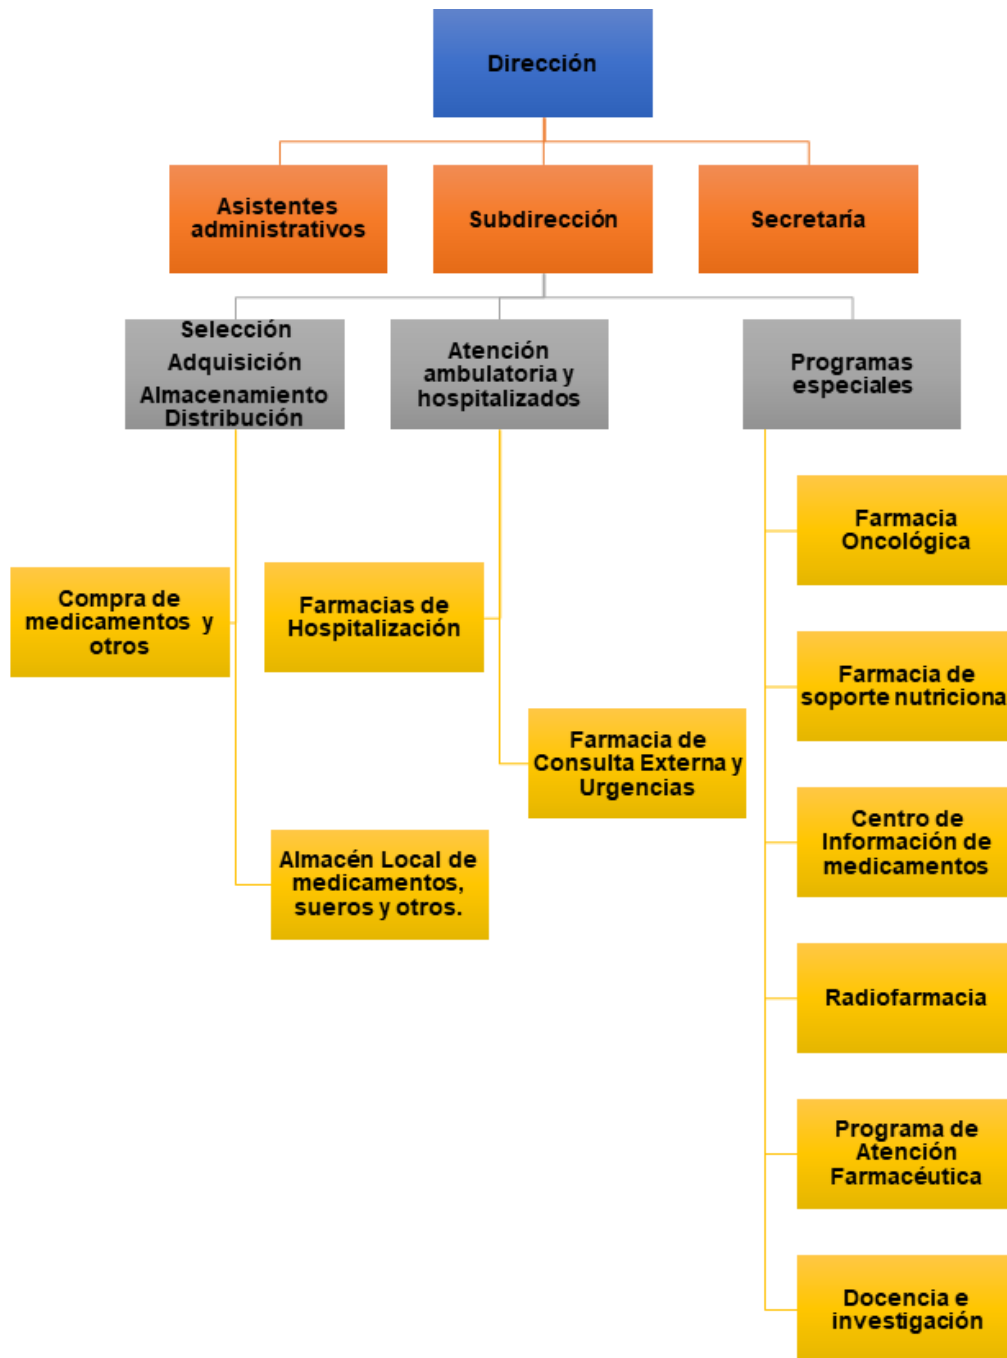 Dirección
Asistentes
administrativos
Subdirección
Secretaría
Selección
Adquisición
Almacenamiento
Distribución
Atención
ambulatoria y
hospitalizados
Programas
especiales
Compra de
medicamentos y
otros
Farmacias de
Hospitalización
Farmacia de
Consulta Externa y
Urgencias
Almacén Local de
medicamentos,
sueros y otros.
Farmacia
Oncológica
Farmacia de
soporte nutriciona
Centro de
Información de
medicamentos
Radiofarmacia
Programa de
Atención
Farmacéutica
Docencia e
investigación